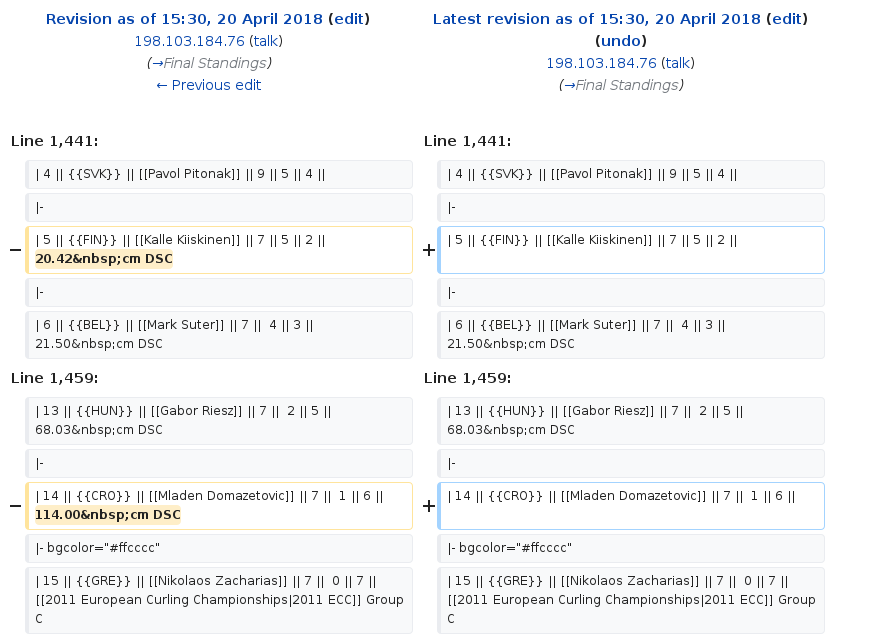 Revision as of 15:30, 20 April 2018 (edit)
198.103.184.76 (talk)
(→Final Standings)
← Previous edit
Latest revision as of 15:30, 20 April 2018 (edit)
(undo)
198.103.184.76 (talk)
(→Final Standings)
Line 1,441:
Line 1,441:
| 4 || {{SVK}} || [[Pavol Pitonak]] || 9 || 5 || 4 ||
| 4 || {{SVK}} || [[Pavol Pitonak]] || 9 || 5 || 4 ||
|-
|-
− | 5 || {{FIN}} || [[Kalle Kiiskinen]] || 7 || 5 || 2 ||
20.42&nbsp;cm DSC
+ | 5 || {{FIN}} || [[Kalle Kiiskinen]] || 7 || 5 || 2 ||
|-
|-
| 6 || {{BEL}} || [[Mark Suter]] || 7 ||  4 || 3 ||
21.50&nbsp;cm DSC
| 6 || {{BEL}} || [[Mark Suter]] || 7 ||  4 || 3 ||
21.50&nbsp;cm DSC
Line 1,459:
Line 1,459:
| 13 || {{HUN}} || [[Gabor Riesz]] || 7 ||  2 || 5 ||
68.03&nbsp;cm DSC
| 13 || {{HUN}} || [[Gabor Riesz]] || 7 ||  2 || 5 ||
68.03&nbsp;cm DSC
|-
|-
− | 14 || {{CRO}} || [[Mladen Domazetovic]] || 7 ||  1 || 6 ||
114.00&nbsp;cm DSC
+ | 14 || {{CRO}} || [[Mladen Domazetovic]] || 7 ||  1 || 6 ||
|- bgcolor="#ffcccc"
|- bgcolor="#ffcccc"
| 15 || {{GRE}} || [[Nikolaos Zacharias]] || 7 ||  0 || 7 ||
[[2011 European Curling Championships|2011 ECC]] Group
C
| 15 || {{GRE}} || [[Nikolaos Zacharias]] || 7 ||  0 || 7 ||
[[2011 European Curling Championships|2011 ECC]] Group
C